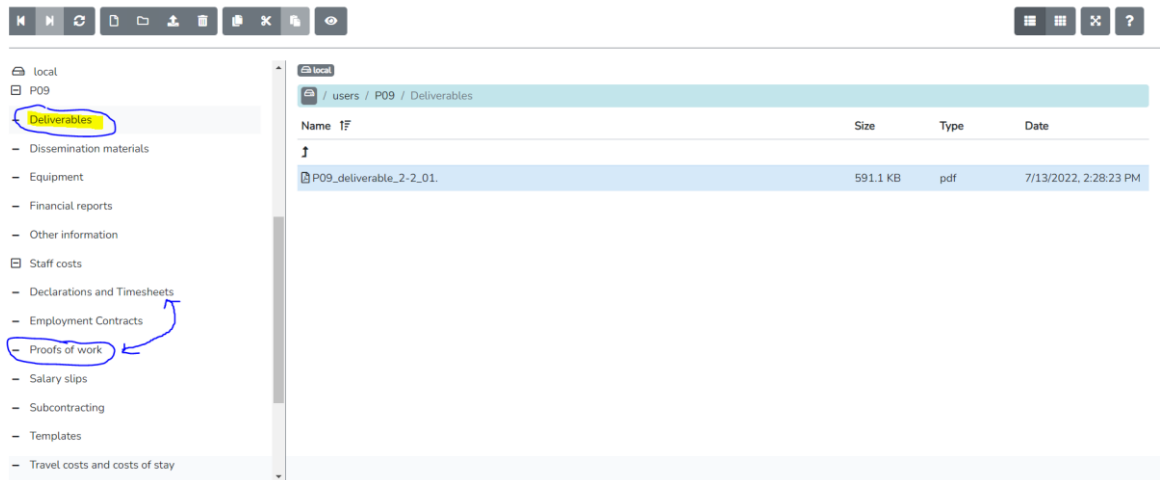 ?
local
P09
Deliverables
Dissemination materials
Equipment
Financial reports
Other information
Staff costs
Declarations and Timesheets
Employment Contracts
Proofs of work
Salary slips
Subcontracting
Templates
Travel costs and costs of stay
local
/ users / P09 / Deliverables
Name Size Type Date
P09_deliverable_2-2_01. 591.1 KB pdf 7/13/2022, 2:28:23 PM